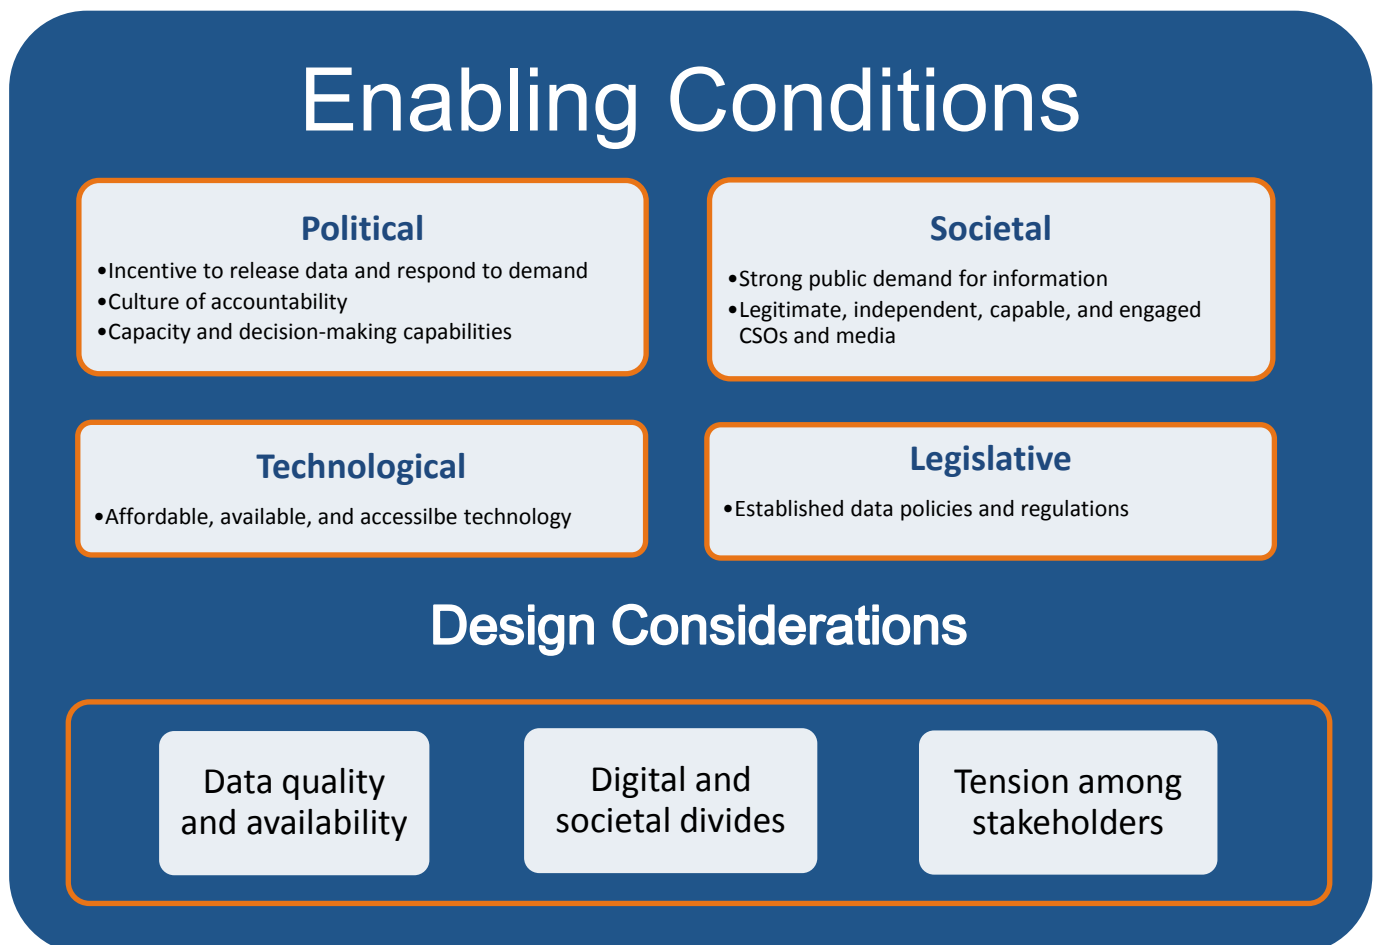 Enabling Conditions
Political
•Incentive to release data and respond to demand
•Culture of accountability
•Capacity and decision-making capabilities
Societal
•Strong public demand for information
•Legitimate, independent, capable, and engaged
CSOs and media
Technological
•Affordable, available, and accessilbe technology
Legislative
•Established data policies and regulations
Design Considerations
Data quality
and availability
Digital and
societal divides
Tension among
stakeholders